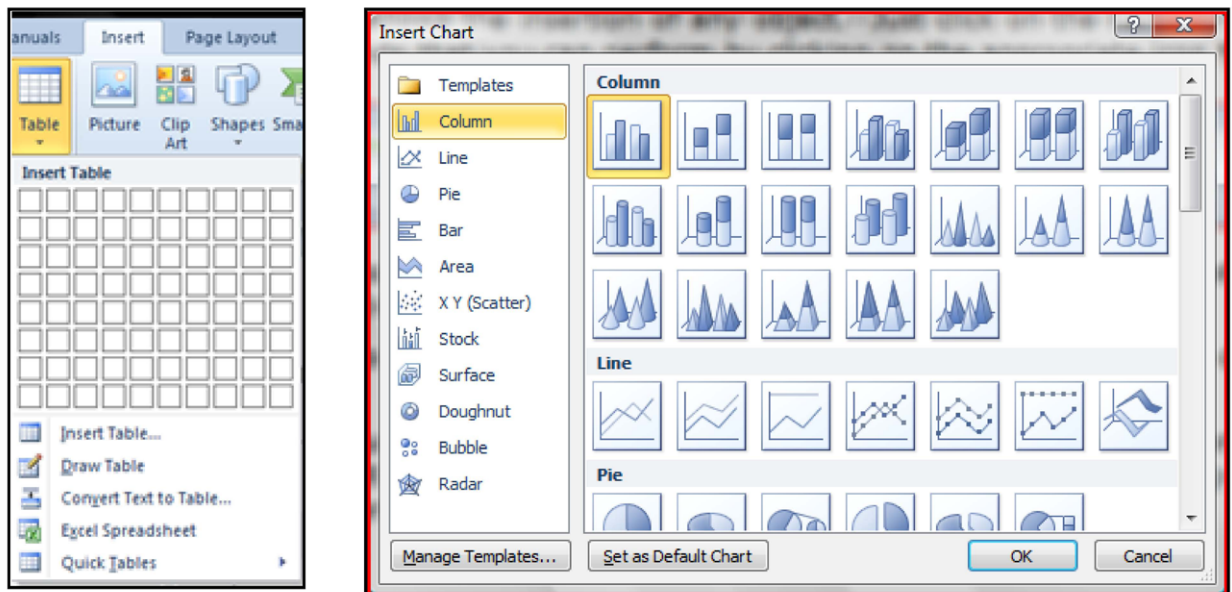 anuals Insert Page Layout
Table Picture Clip Art Shapes Sma
Insert Table
Insert Table...
Draw Table
Convert Text to Table...
Excel Spreadsheet
Quick Tables
Insert Chart
Templates
Column
Line
Pie
Bar
Area
X Y (Scatter)
Stock
Surface
Doughnut
Bubble
Radar
Column
Line
Pie
Manage Templates...
Set as Default Chart
OK
Cancel